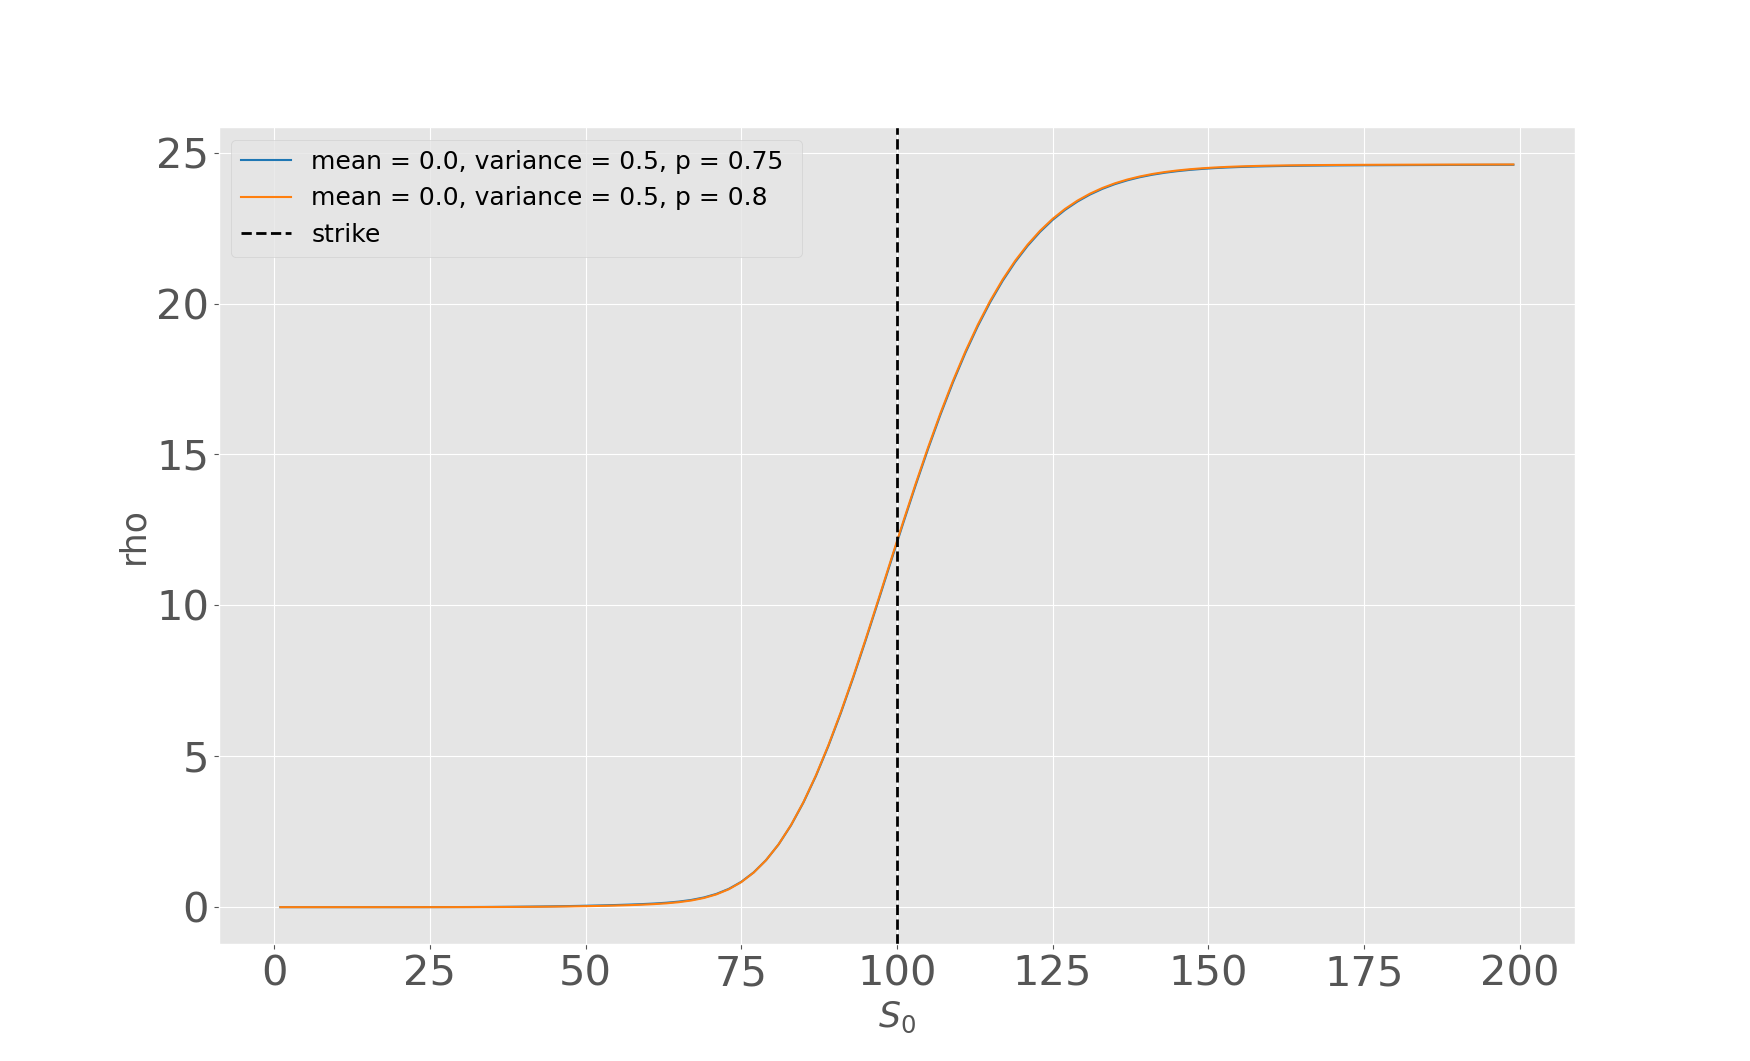 25
20
15
10
5
0
rho
mean = 0.0, variance = 0.5, p = 0.75
mean = 0.0, variance = 0.5, p = 0.8
strike
0 25 50 75 100 125 150 175 200
S₀